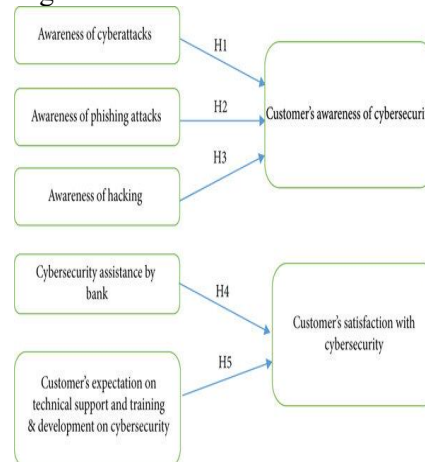 Awareness of cyberattacks
H1
Awareness of phishing attacks
H2
Customer's awareness of cybersecuri
Awareness of hacking
H3
Cybersecurity assistance by
bank
H4
Customer's satisfaction with
cybersecurity
H5
Customer's expectation on
technical support and training
& development on cybersecurity